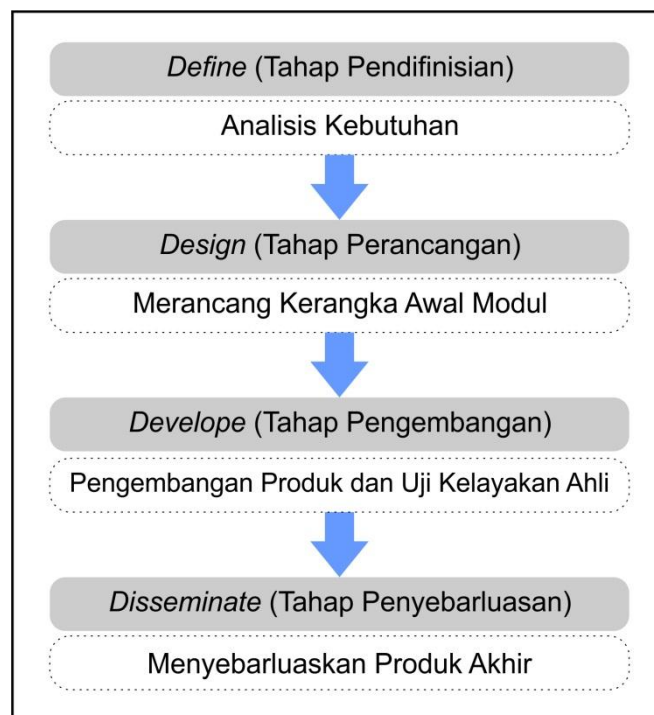 Define (Tahap Pendifinisian)
Analisis Kebutuhan
Design (Tahap Perancangan)
Merancang Kerangka Awal Modul
Develope (Tahap Pengembangan)
Pengembangan Produk dan Uji Kelayakan Ahli
Disseminate (Tahap Penyebarluasan)
Menyebarluaskan Produk Akhir